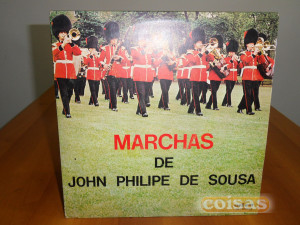 MARCHAS
DE
JOHN PHILIPE DE SOUSA
coisas